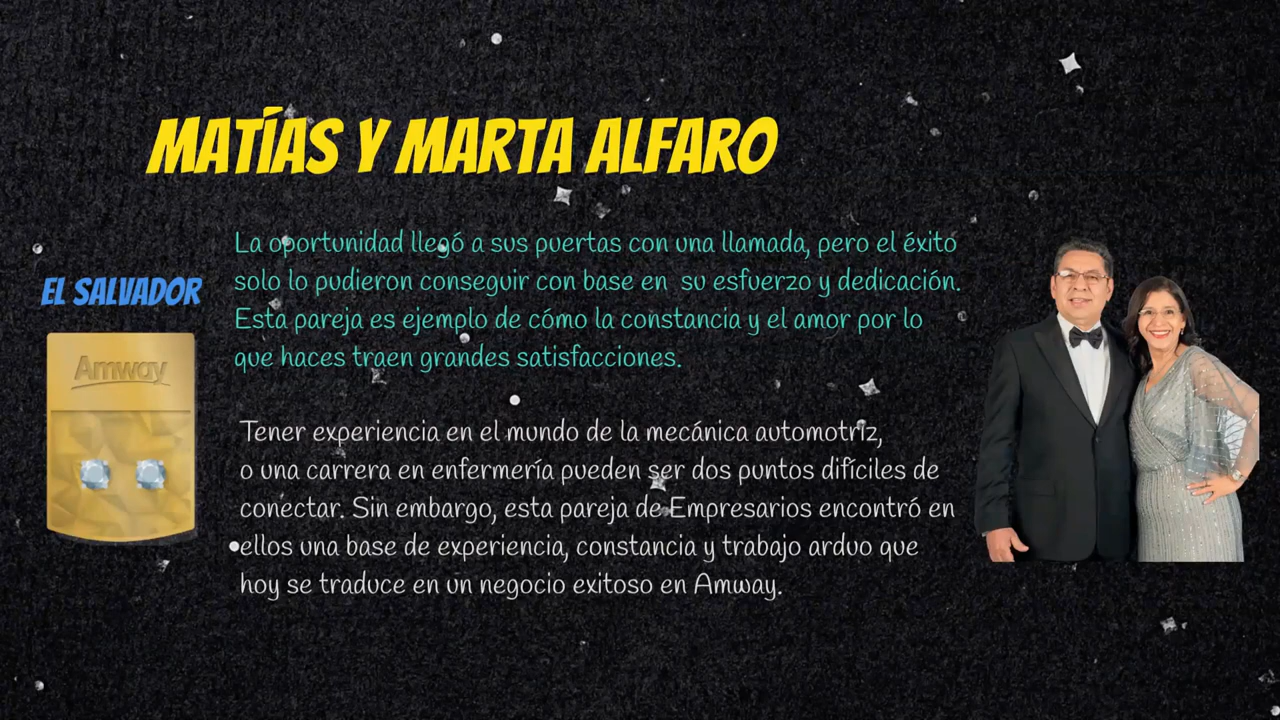 MATÍAS Y MARTA ALFARO
La oportunidad llegó a sus puertas con una llamada, pero el éxito
solo lo pudieron conseguir con base en su esfuerzo y dedicación.
Esta pareja es ejemplo de cómo la constancia y el amor por lo
que haces traen grandes satisfacciones.
EL SALVADOR
Amway
Tener experiencia en el mundo de la mecánica automotriz,
o una carrera en enfermería pueden ser dos puntos difíciles de
conectar. Sin embargo, esta pareja de Empresarios encontró en
ellos una base de experiencia, constancia y trabajo arduo que
hoy se traduce en un negocio exitoso en Amway.